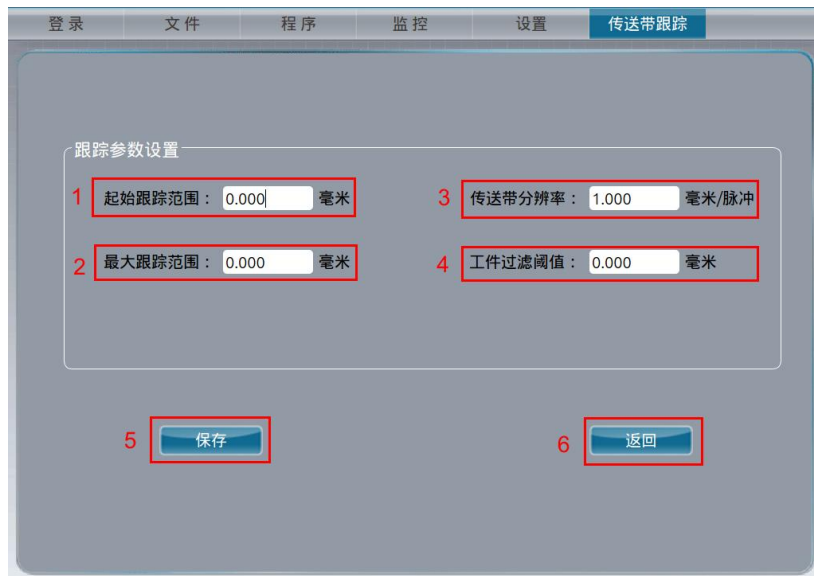 登录 文件 程序 监控 设置 传送带跟踪
跟踪参数设置
1 起始跟踪范围： 0.000 毫米 3 传送带分辨率： 1.000 毫米/脉冲
2 最大跟踪范围： 0.000 毫米 4 工件过滤阈值： 0.000 毫米
5 保存 6 返回